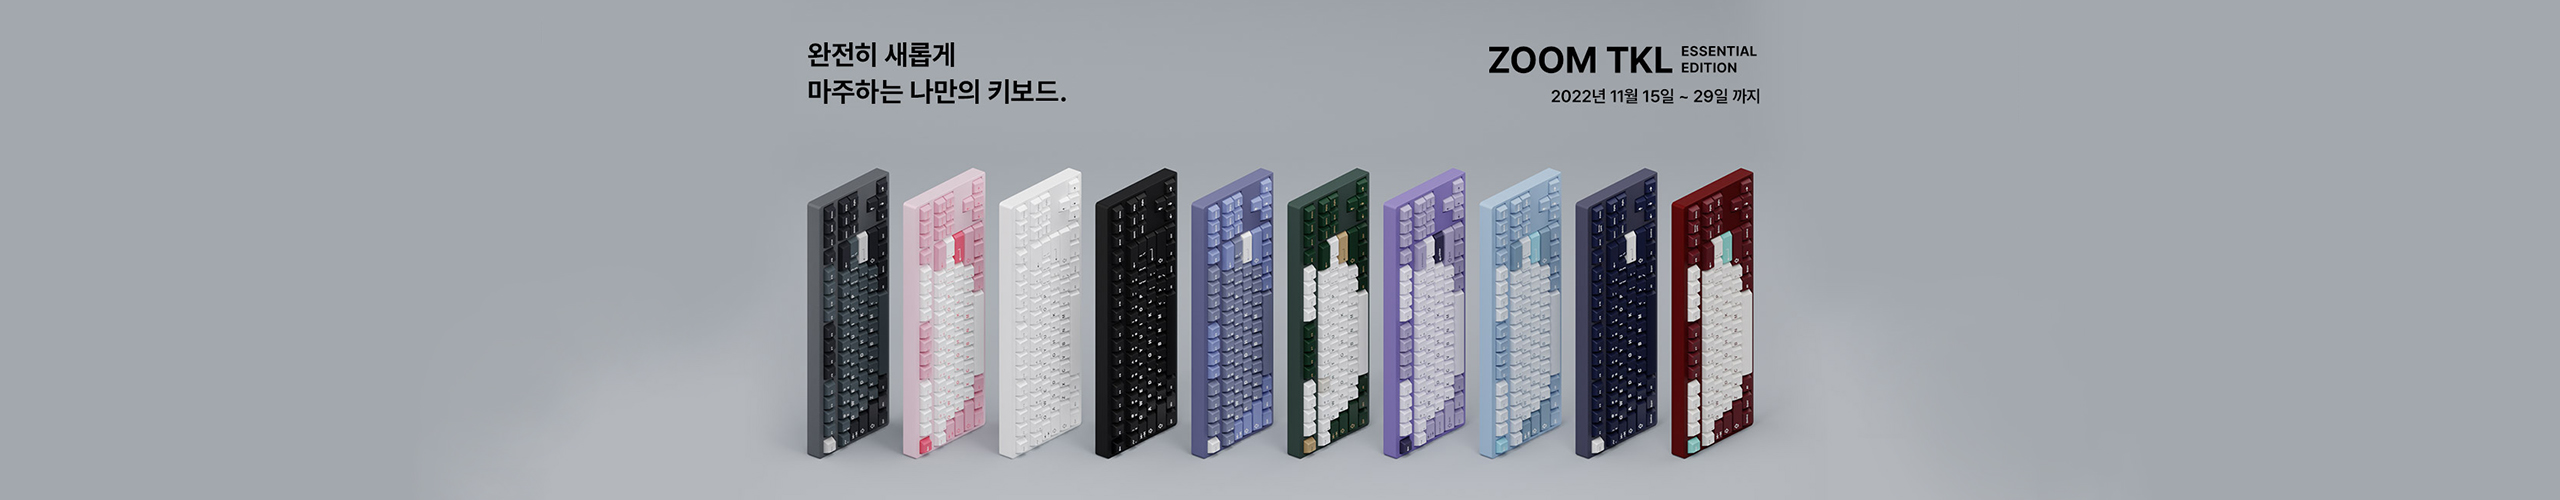 완전히 새롭게
마주하는 나만의 키보드.
ZOOM TKL ESSENTIAL EDITION
2022년 11월 15일 ~ 29일 까지